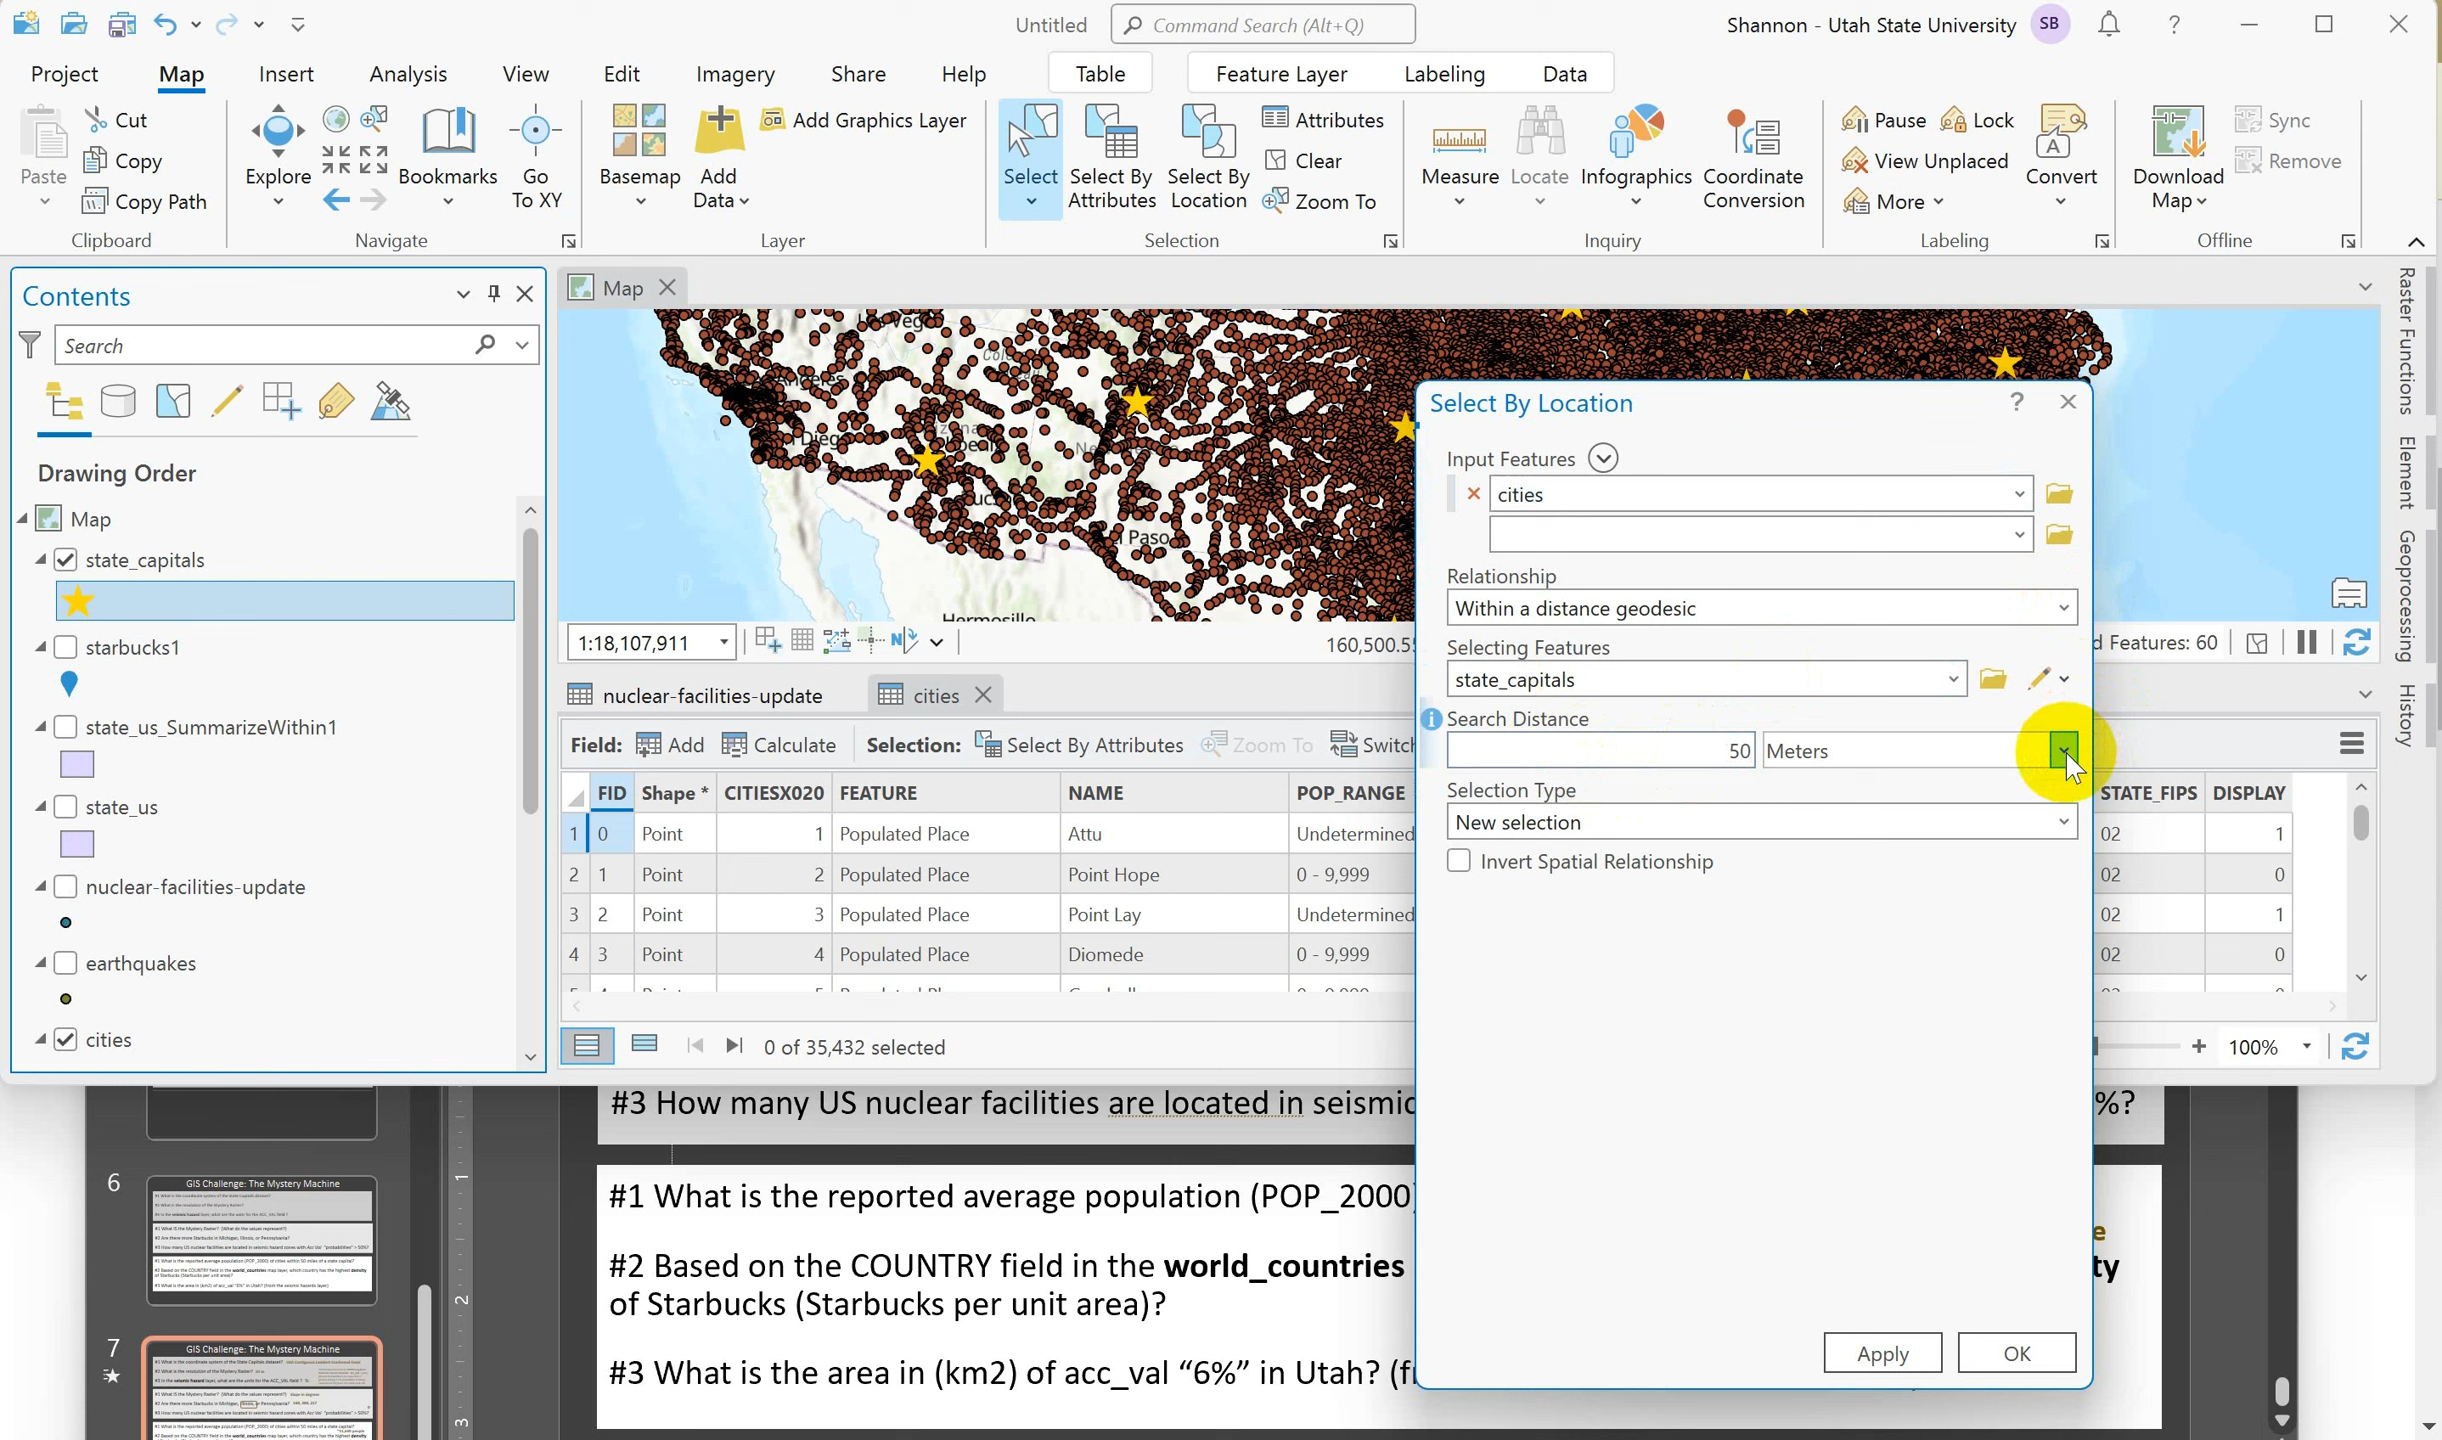 Untitled
Command Search (Alt+Q)
Shannon - Utah State University
SB
?
Project Map Insert Analysis View Edit Imagery Share Help Table Feature Layer Labeling Data
Paste
Cut
Copy
Copy Path
Clipboard
Explore
Bookmarks
Go To XY
Navigate
Basemap
Add Data
Add Graphics Layer
Layer
Select
Select By Attributes
Select By Location
Attributes
Clear
Zoom To
Selection
Measure
Locate
Infographics
Coordinate Conversion
Inquiry
Pause
Lock
View Unplaced
More
Convert
Labeling
Download Map
Sync
Remove
Offline
Contents
Search
Drawing Order
Map
state_capitals
starbucks1
state_us_SummarizeWithin1
state_us
nuclear-facilities-update
earthquakes
cities
Map
El Paso
Hermosillo
1:18,107,911
160,500.5
d Features: 60
nuclear-facilities-update
cities
Field: Add Calculate Selection: Select By Attributes Zoom To Switch
FID Shape * CITIESX020 FEATURE NAME POP_RANGE STATE_FIPS DISPLAY
1 0 Point 1 Populated Place Attu Undetermined 02 1
2 1 Point 2 Populated Place Point Hope 0 - 9,999 02 0
3 2 Point 3 Populated Place Point Lay Undetermined 02 1
4 3 Point 4 Populated Place Diomede 0 - 9,999 02 0
0 of 35,432 selected
100%
Select By Location
?
Input Features
cities
Relationship
Within a distance geodesic
Selecting Features
state_capitals
Search Distance
50 Meters
Selection Type
New selection
Invert Spatial Relationship
Apply
OK
Raster Functions
Element
Geoprocessing
History
#3 How many US nuclear facilities are located in seismic
%?
#1 What is the reported average population (POP_2000)
e
#2 Based on the COUNTRY field in the world_countries
ty
of Starbucks (Starbucks per unit area)?
#3 What is the area in (km2) of acc_val “6%” in Utah? (fr
6
GIS Challenge: The Mystery Machine
7
GIS Challenge: The Mystery Machine
1
2
3